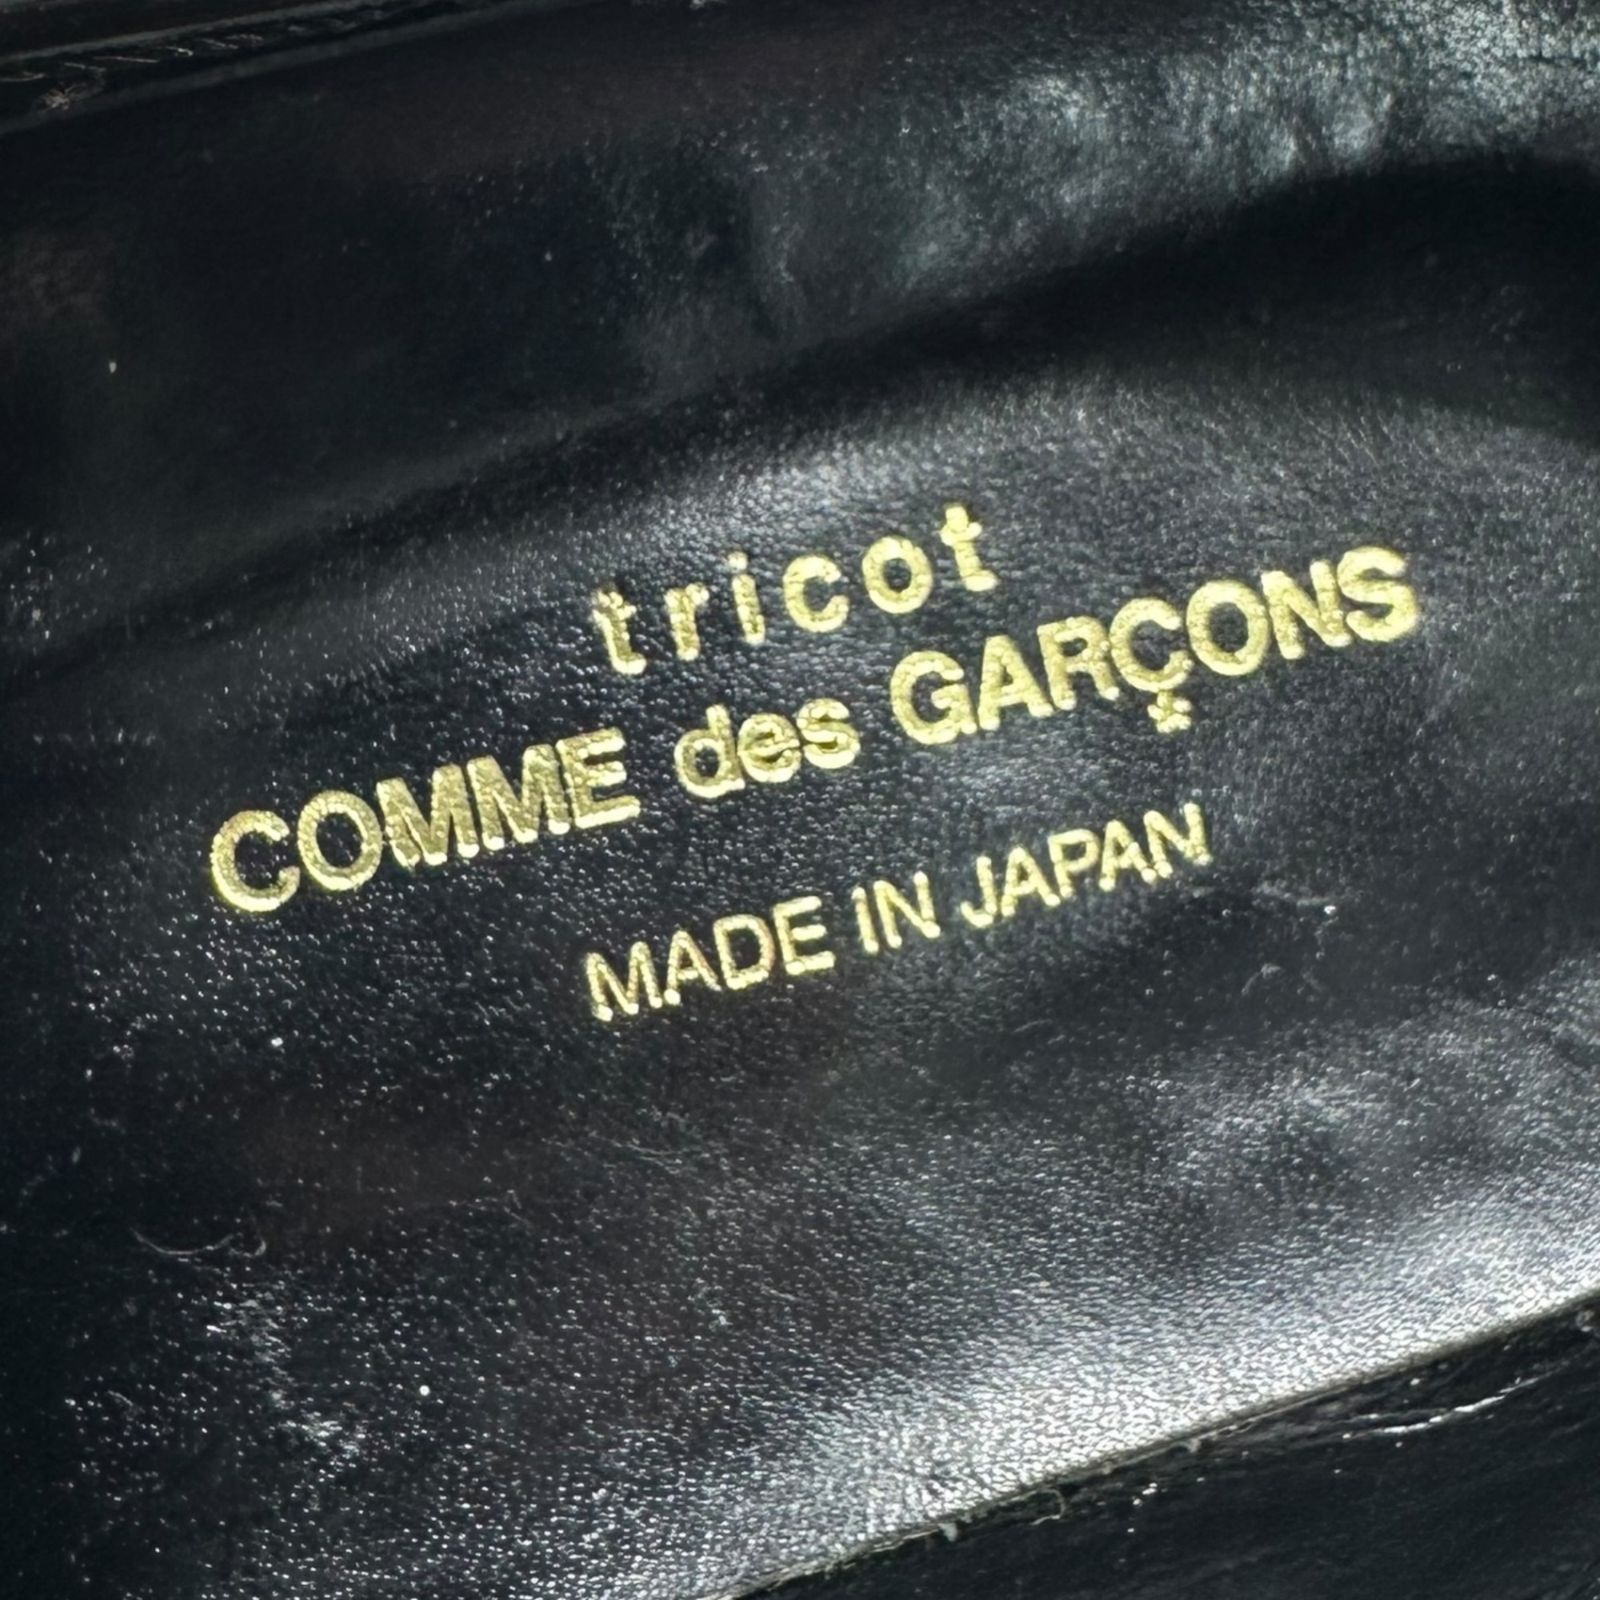 tricot
COMME des GARÇONS
MADE IN JAPAN